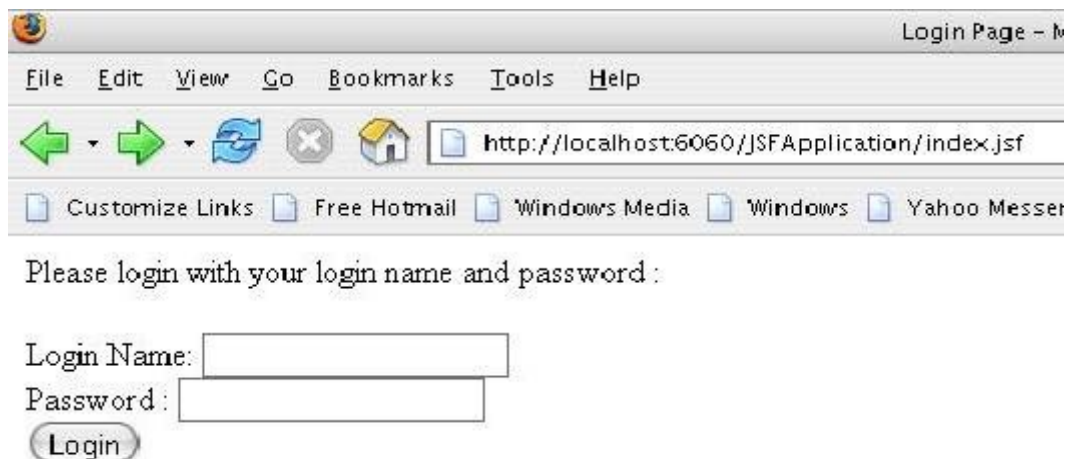 Login Page -
File Edit View Go Bookmarks Tools Help
http://localhost:6060/JSFApplication/index.jsf
Customize Links Free Hotmail Windows Media Windows Yahoo Messer
Please login with your login name and password :
Login Name:
Password :
Login